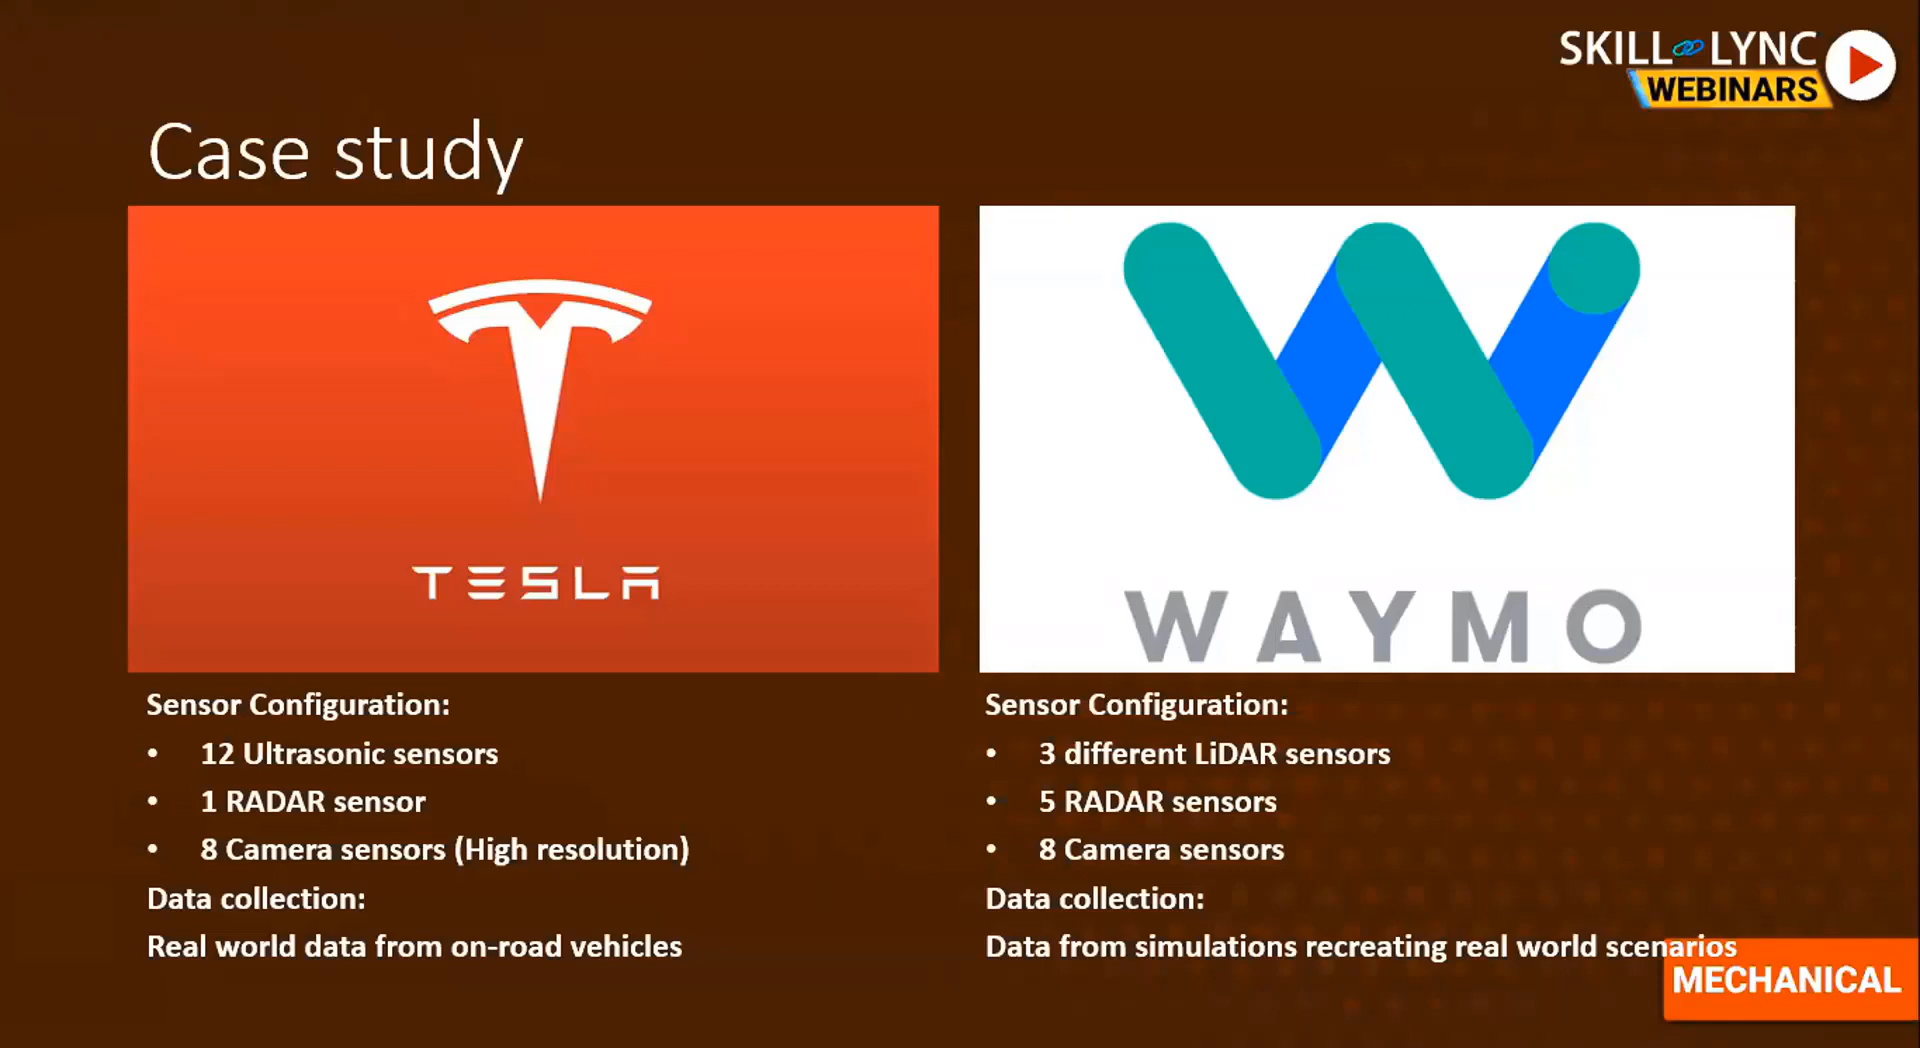 SKILL LYNC
WEBINARS
Case study
TESLA
WAYMO
Sensor Configuration:
• 12 Ultrasonic sensors
• 1 RADAR sensor
• 8 Camera sensors (High resolution)
Data collection:
Real world data from on-road vehicles
Sensor Configuration:
• 3 different LiDAR sensors
• 5 RADAR sensors
• 8 Camera sensors
Data collection:
Data from simulations recreating real world scenarios
MECHANICAL